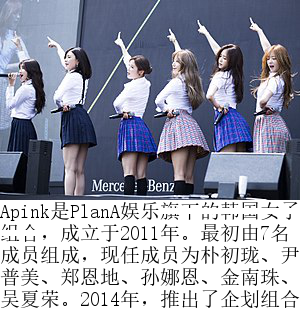 Mercedes-Benz
Apink是PlanA娱乐旗下的韩国女子
组合，成立于2011年。最初由7名
成员组成，现任成员为朴初珑、尹
普美、郑恩地、孙娜恩、金南珠、
吴夏荣。2014年，推出了企划组合